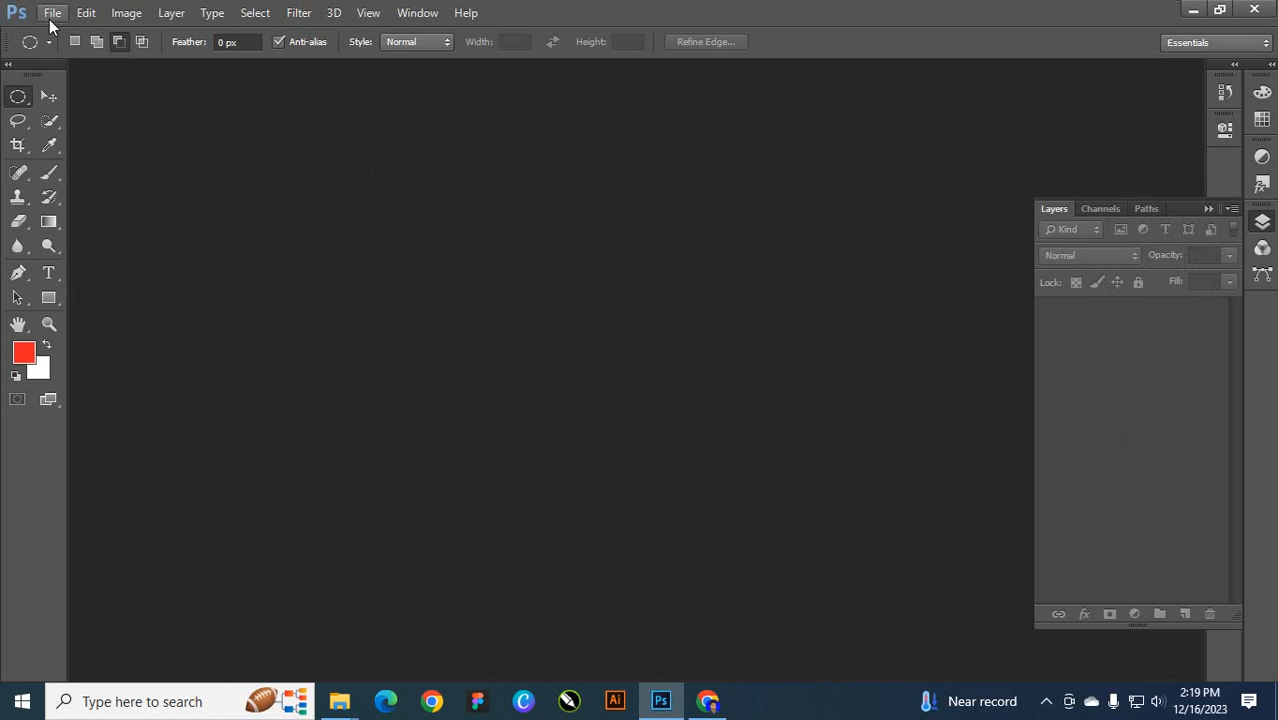 Ps File Edit Image Layer Type Select Filter 3D View Window Help
Feather: 0 px Anti-alias Style: Normal Width: Height: Refine Edge... Essentials
Layers Channels Paths
Kind
Normal Opacity:
Lock: Fill:
Type here to search Ai Ps Near record 2:19 PM
12/16/2023